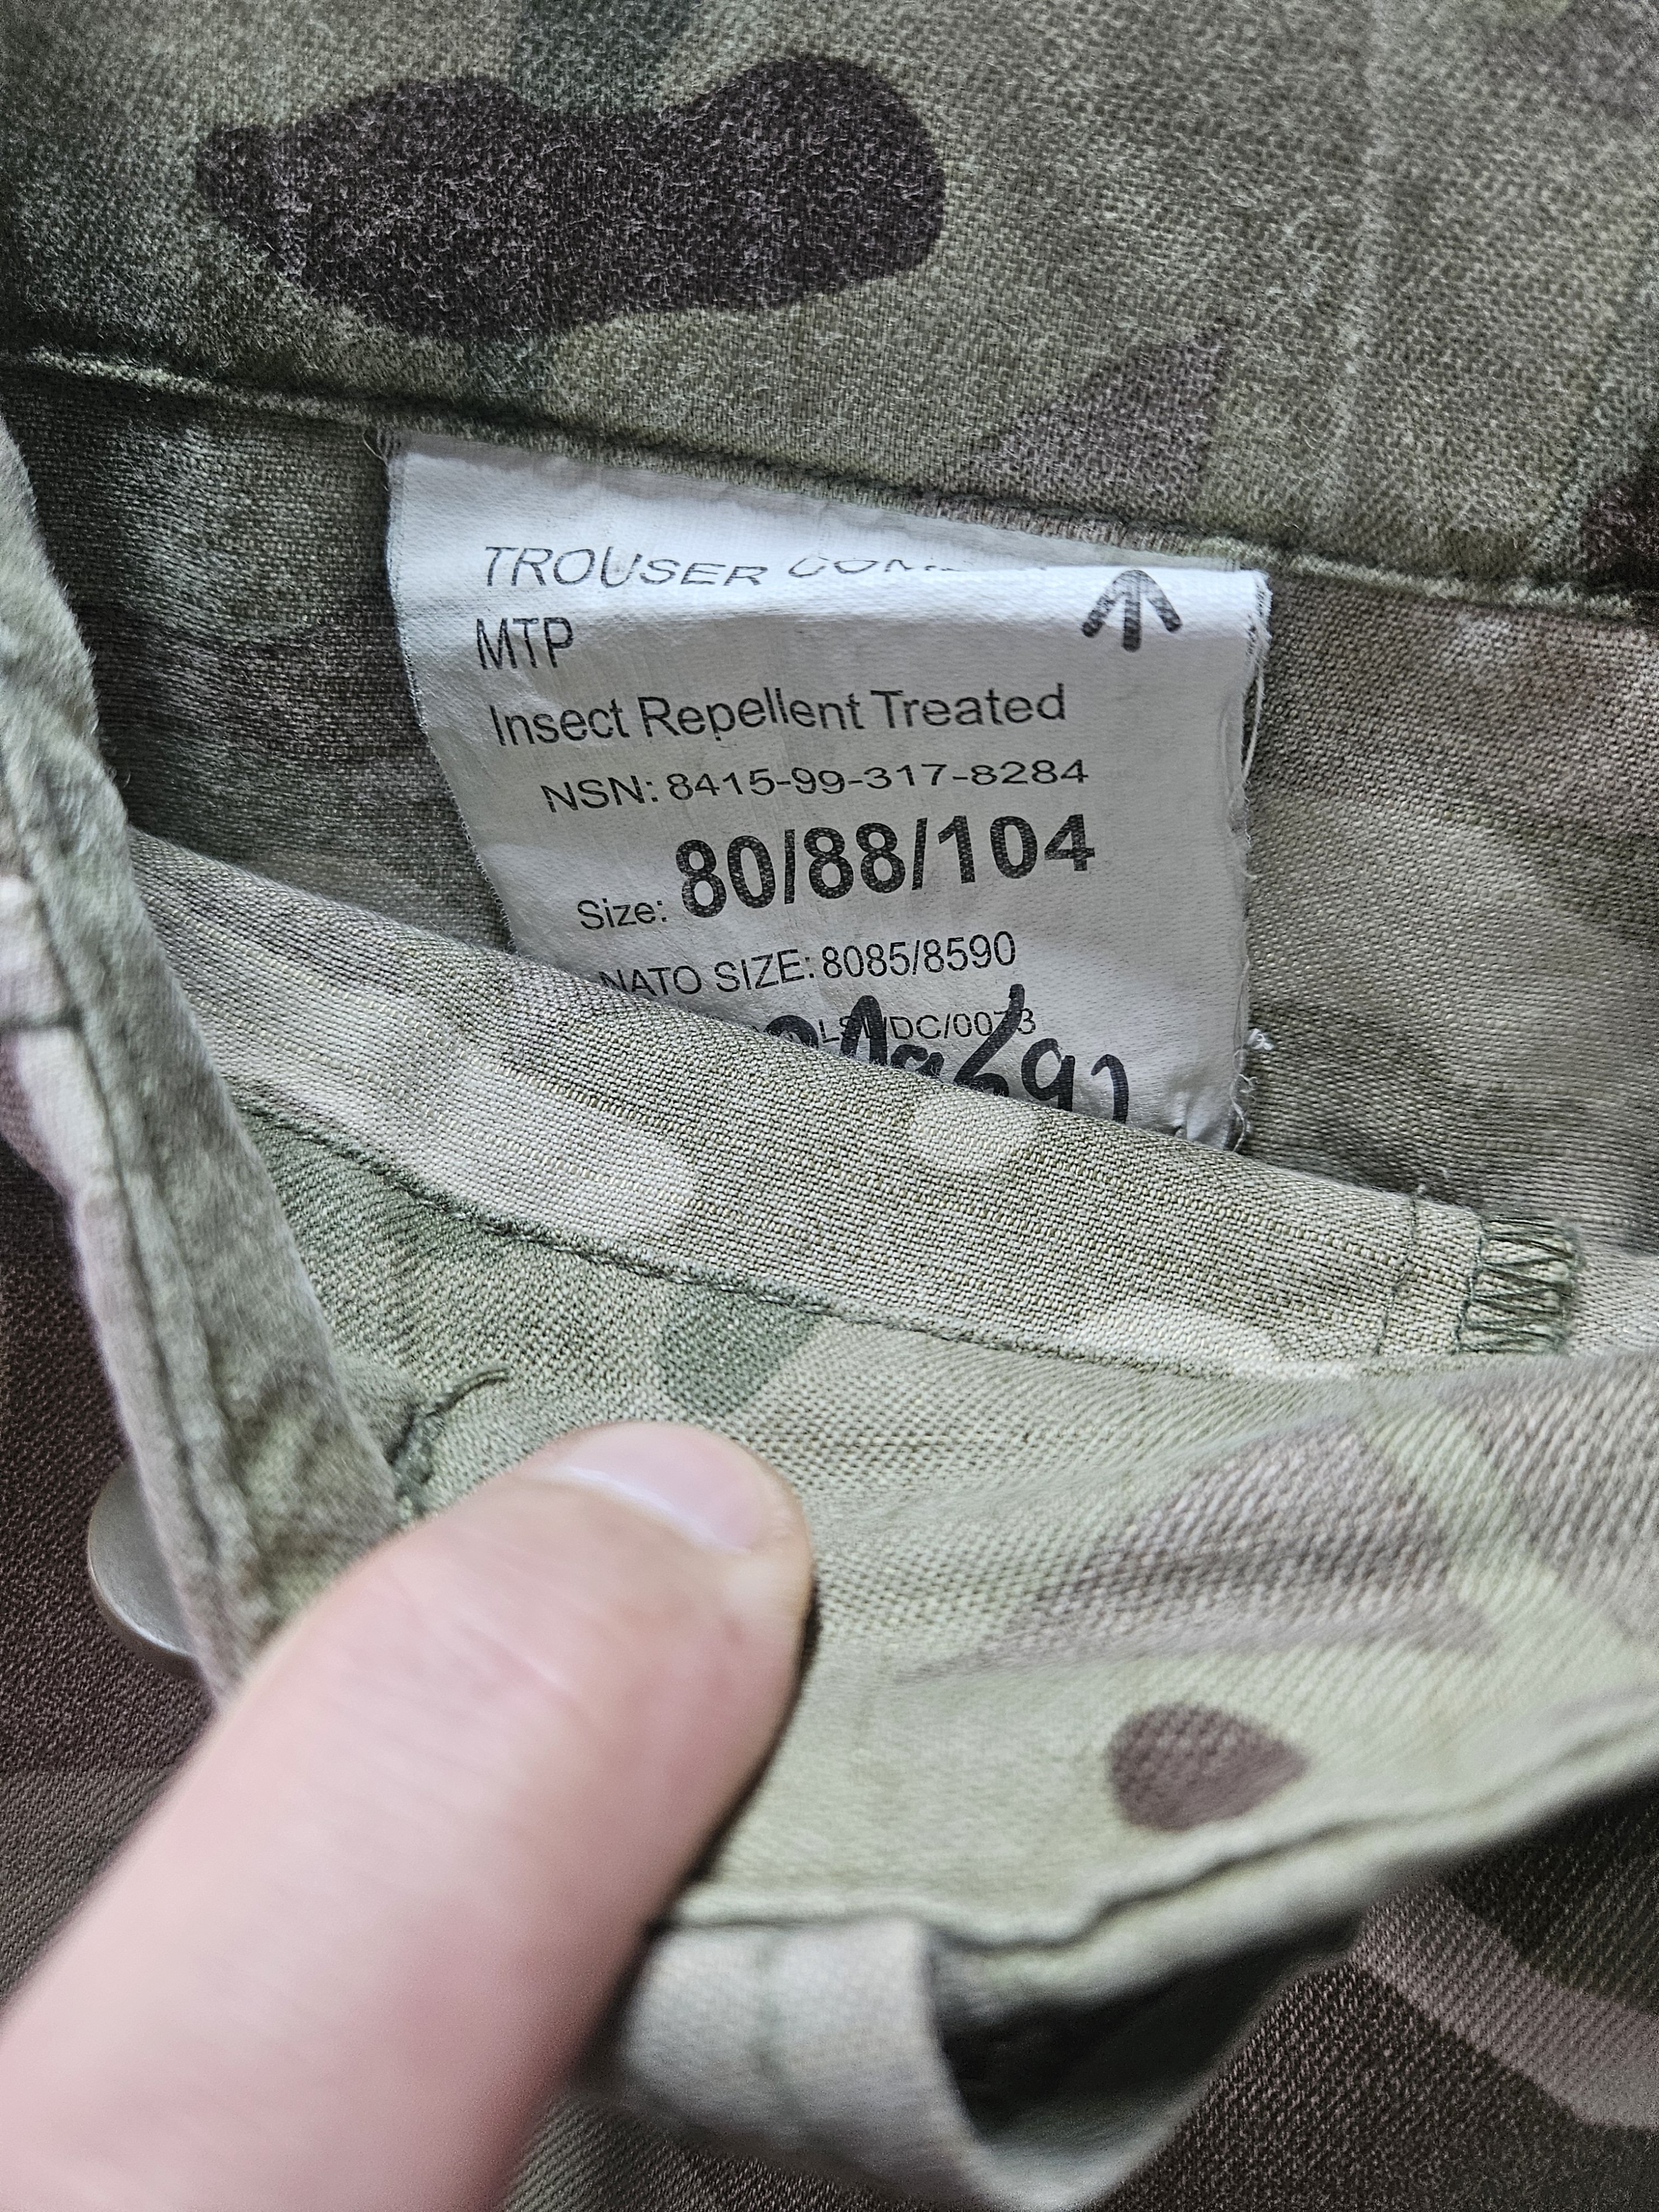 TROUSER
MTP
Insect Repellent Treated
NSN: 8415-99-317-8284
Size: 80/88/104
NATO SIZE: 8085/8590